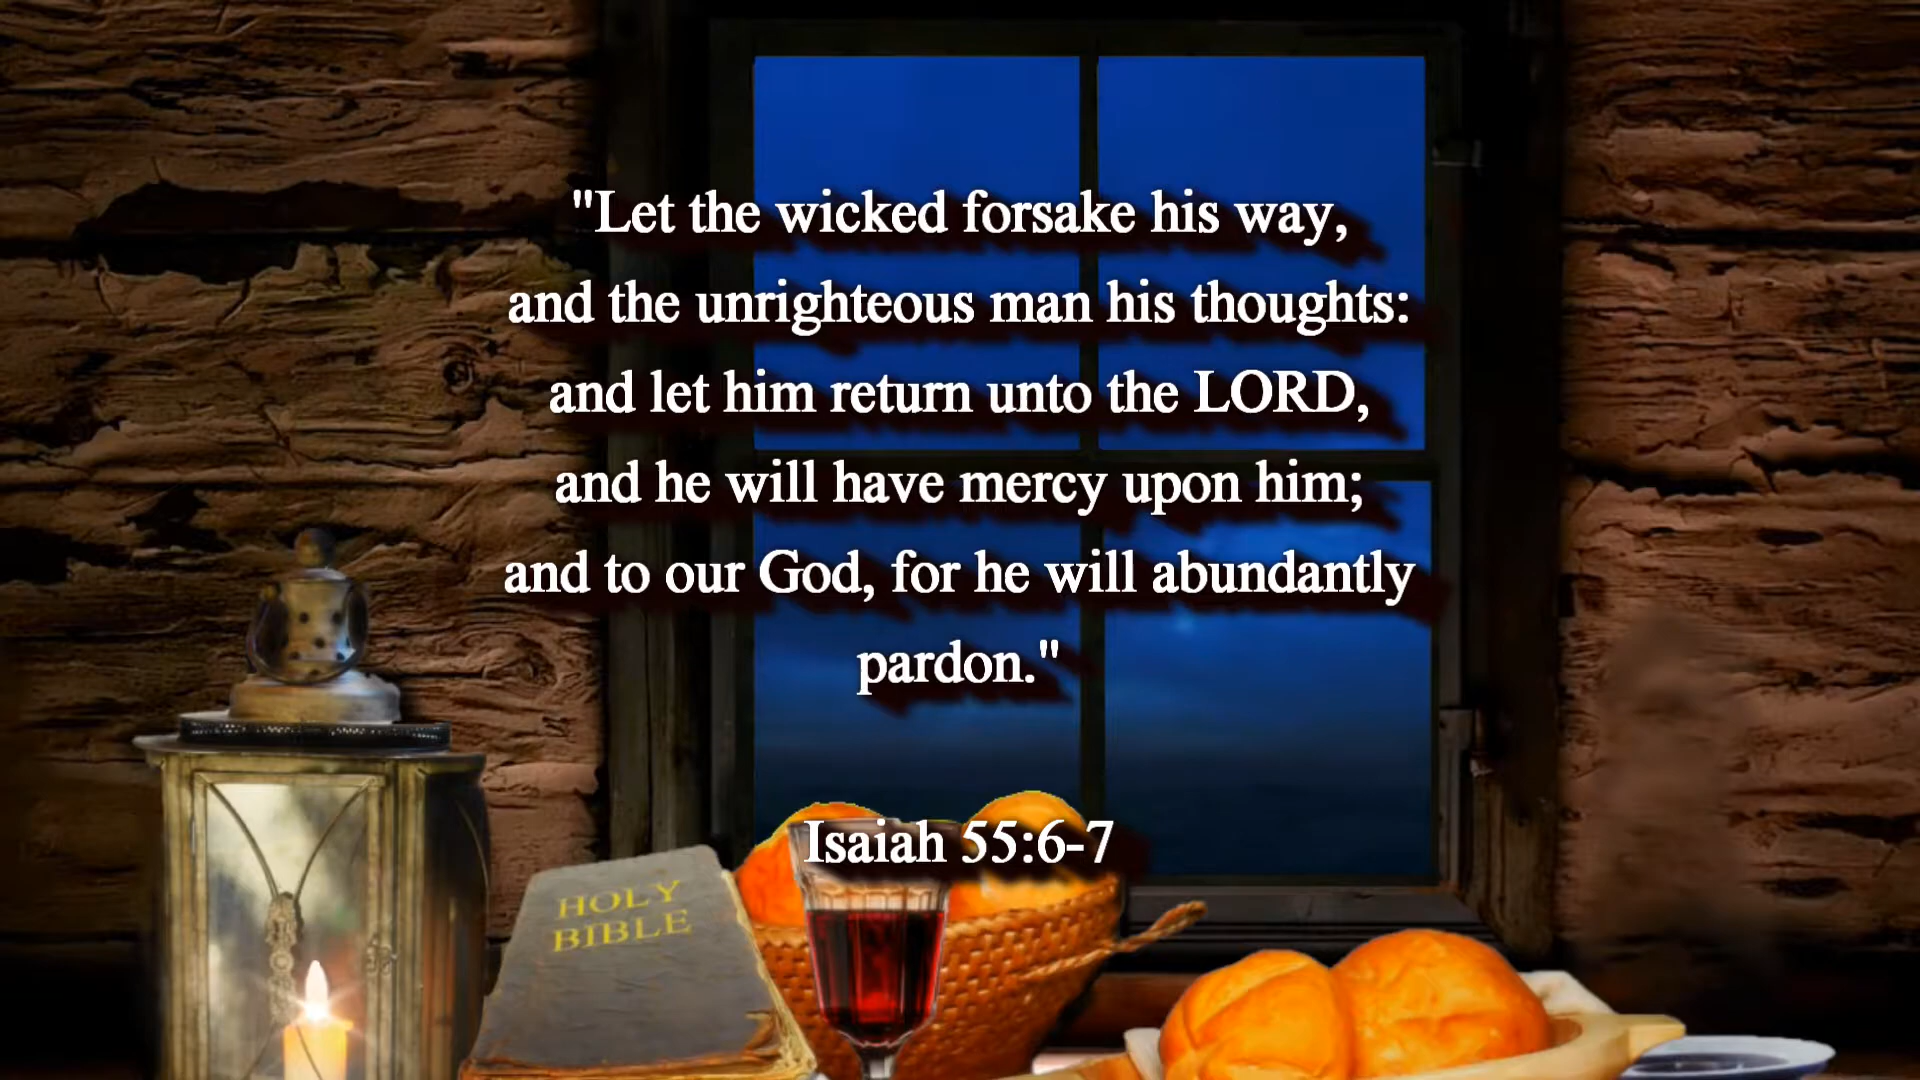 "Let the wicked forsake his way,
and the unrighteous man his thoughts:
and let him return unto the LORD,
and he will have mercy upon him;
and to our God, for he will abundantly
pardon."
Isaiah 55:6-7
HOLY
BIBLE